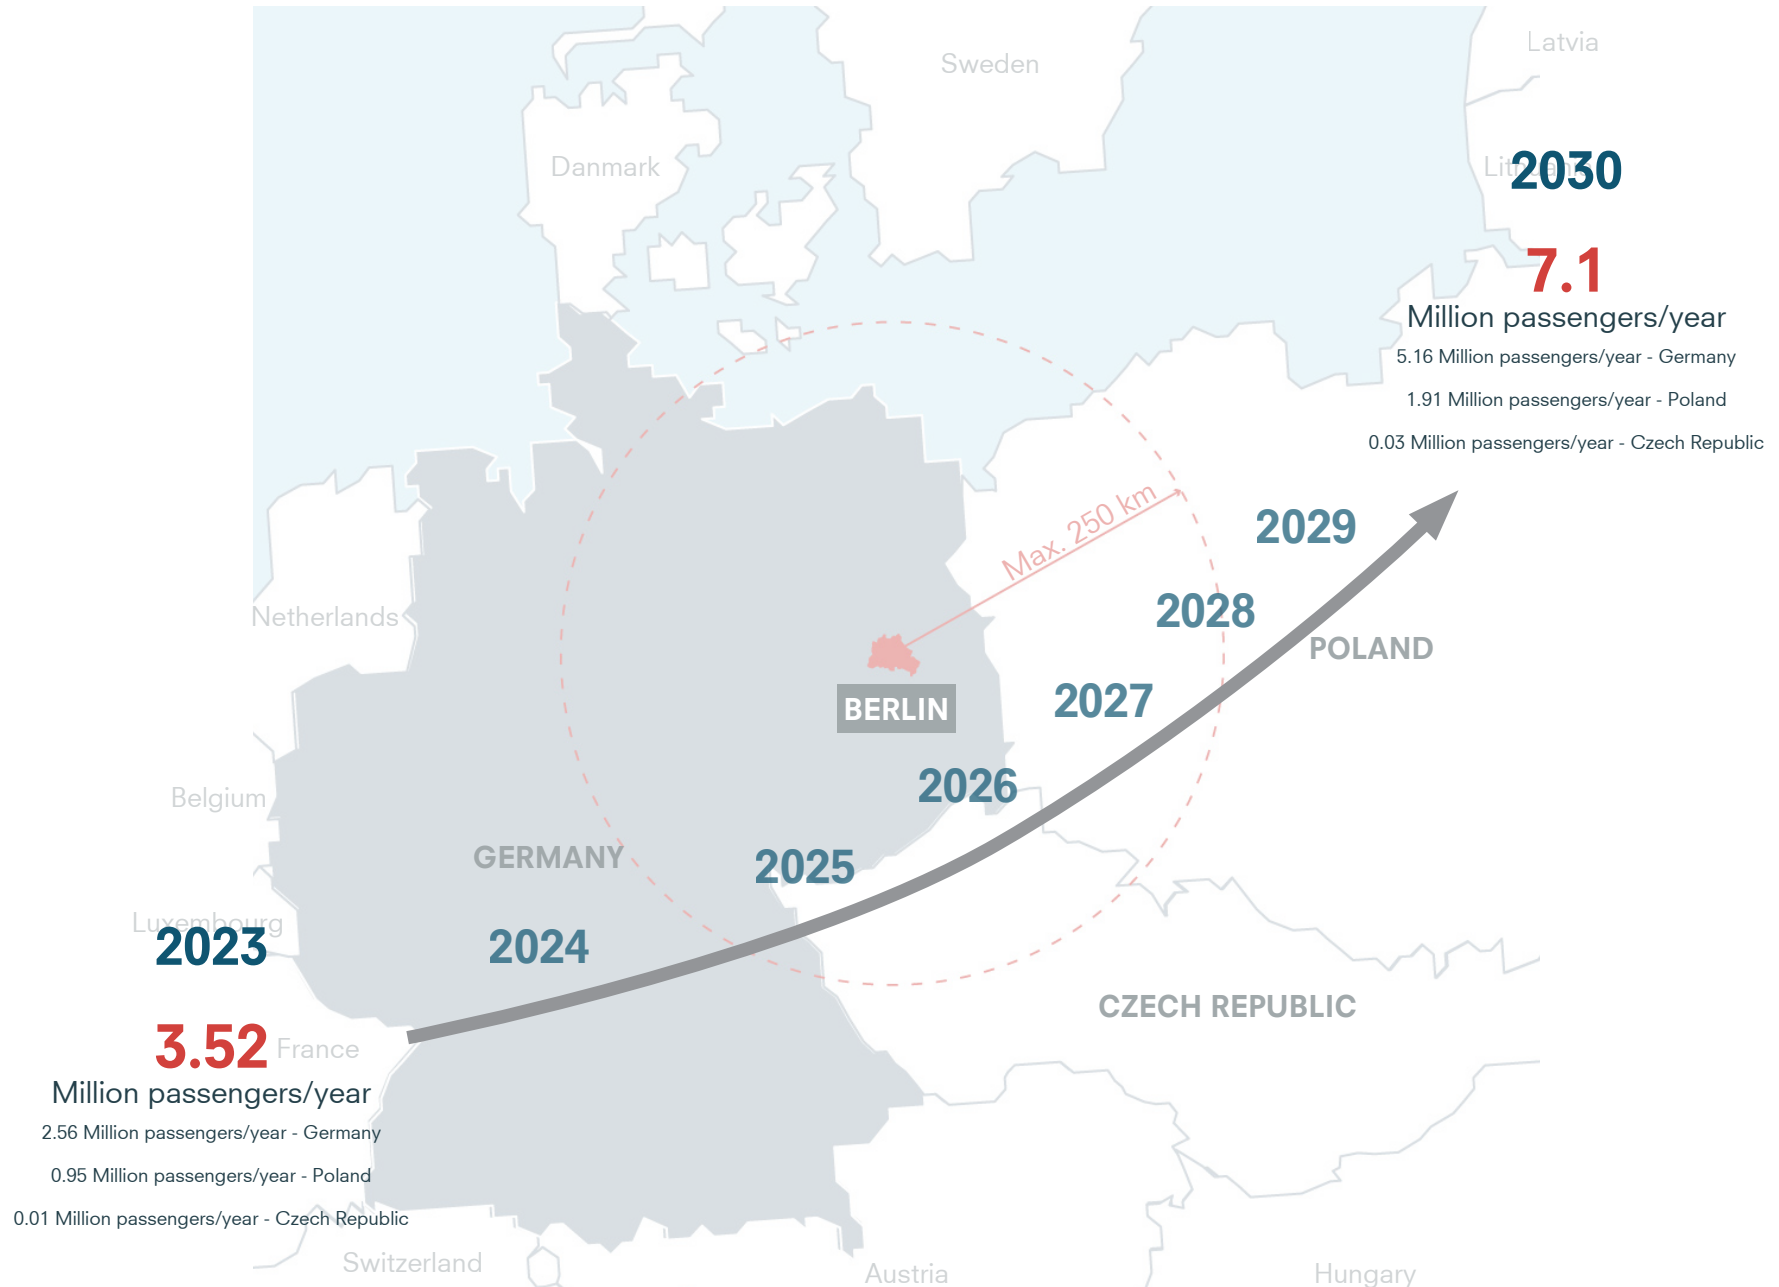 Latvia
Sweden
Danmark
Lithuania
2030
7.1
Million passengers/year
5.16 Million passengers/year - Germany
1.91 Million passengers/year - Poland
0.03 Million passengers/year - Czech Republic
Max. 250 km
2029
2028
Netherlands
POLAND
2027
BERLIN
2026
Belgium
GERMANY
2025
Luxembourg
2023
2024
CZECH REPUBLIC
3.52
France
Million passengers/year
2.56 Million passengers/year - Germany
0.95 Million passengers/year - Poland
0.01 Million passengers/year - Czech Republic
Switzerland
Austria
Hungary